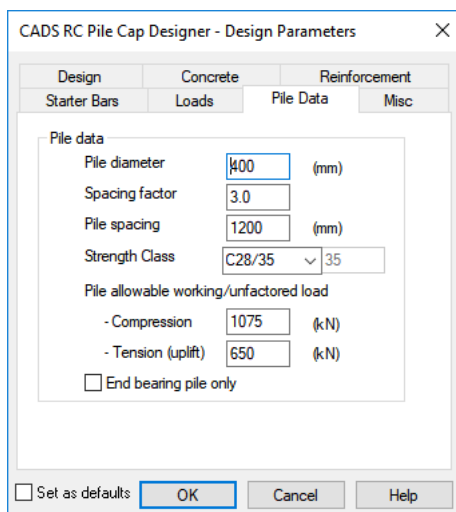 CADS RC Pile Cap Designer - Design Parameters
Design Concrete Reinforcement
Starter Bars Loads Pile Data Misc
Pile data
Pile diameter 400 (mm)
Spacing factor 3.0
Pile spacing 1200 (mm)
Strength Class C28/35 35
Pile allowable working/unfactored load
- Compression 1075 (kN)
- Tension (uplift) 650 (kN)
End bearing pile only
Set as defaults OK Cancel Help